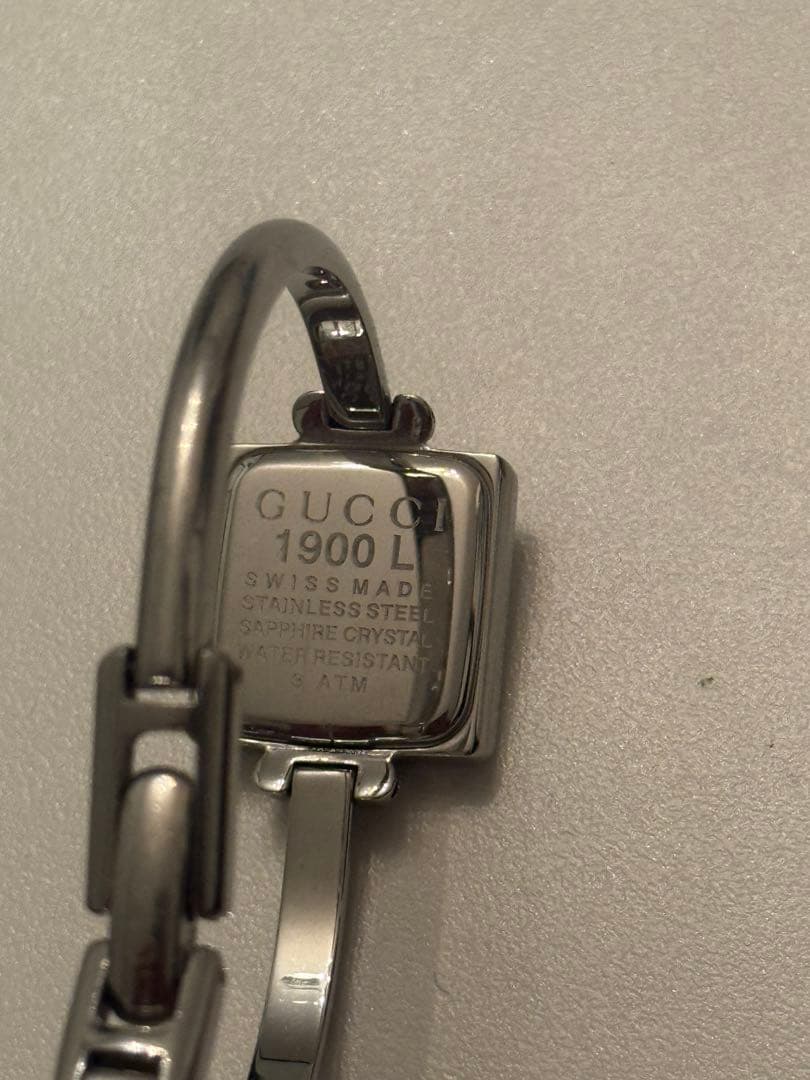 GUCCI
1900 L
SWISS MADE
STAINLESS STEEL
SAPPHIRE CRYSTAL
WATER RESISTANT
3 ATM